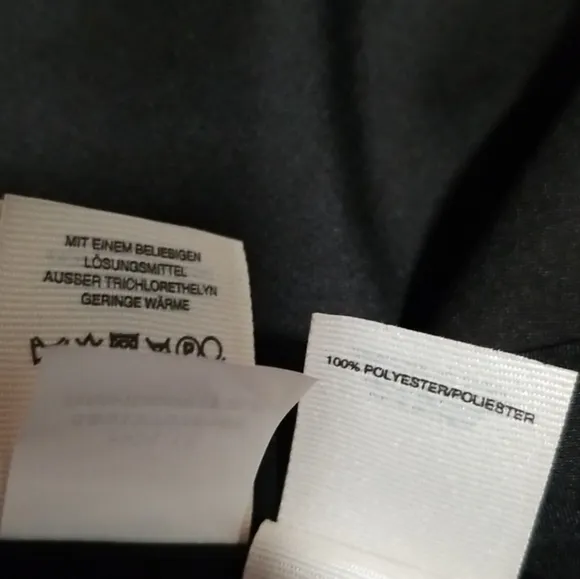 MIT EINEM BELIEBIGEN
LÖSUNGSMITTEL
AUSSER TRICHLORETHELYN
GERINGE WÄRME
P
100% POLYESTER/POLIESTER